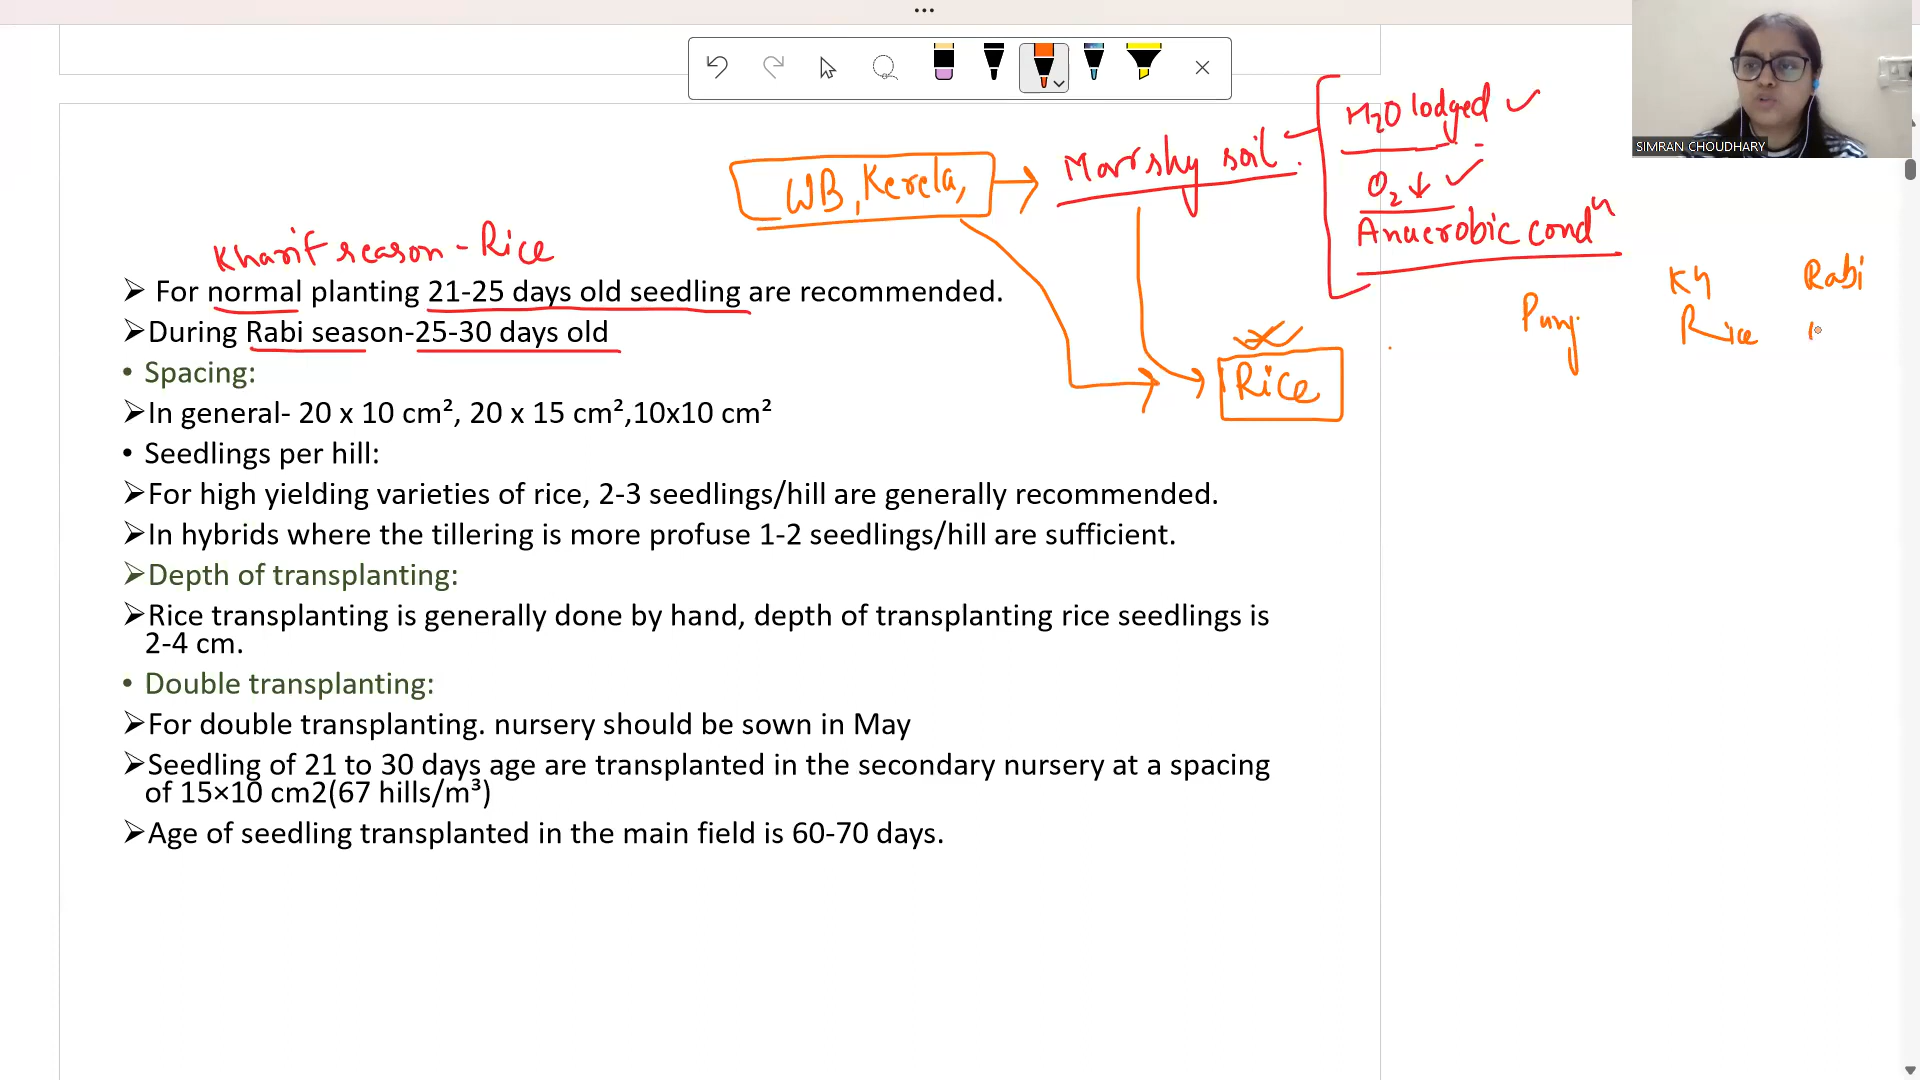 H2O lodged ✓
SIMRAN CHOUDHARY
WB, Kerela, → Marshy soil.
O2↓ ✓
Anaerobic condⁿ
Kharif season - Rice
Kh Rabi
➢ For normal planting 21-25 days old seedling are recommended.
Punj Rice
➢During Rabi season-25-30 days old
• Spacing:
Rice
➢In general- 20 x 10 cm², 20 x 15 cm²,10x10 cm²
• Seedlings per hill:
➢For high yielding varieties of rice, 2-3 seedlings/hill are generally recommended.
➢In hybrids where the tillering is more profuse 1-2 seedlings/hill are sufficient.
➢Depth of transplanting:
➢Rice transplanting is generally done by hand, depth of transplanting rice seedlings is
2-4 cm.
• Double transplanting:
➢For double transplanting. nursery should be sown in May
➢Seedling of 21 to 30 days age are transplanted in the secondary nursery at a spacing
of 15×10 cm2(67 hills/m³)
➢Age of seedling transplanted in the main field is 60-70 days.